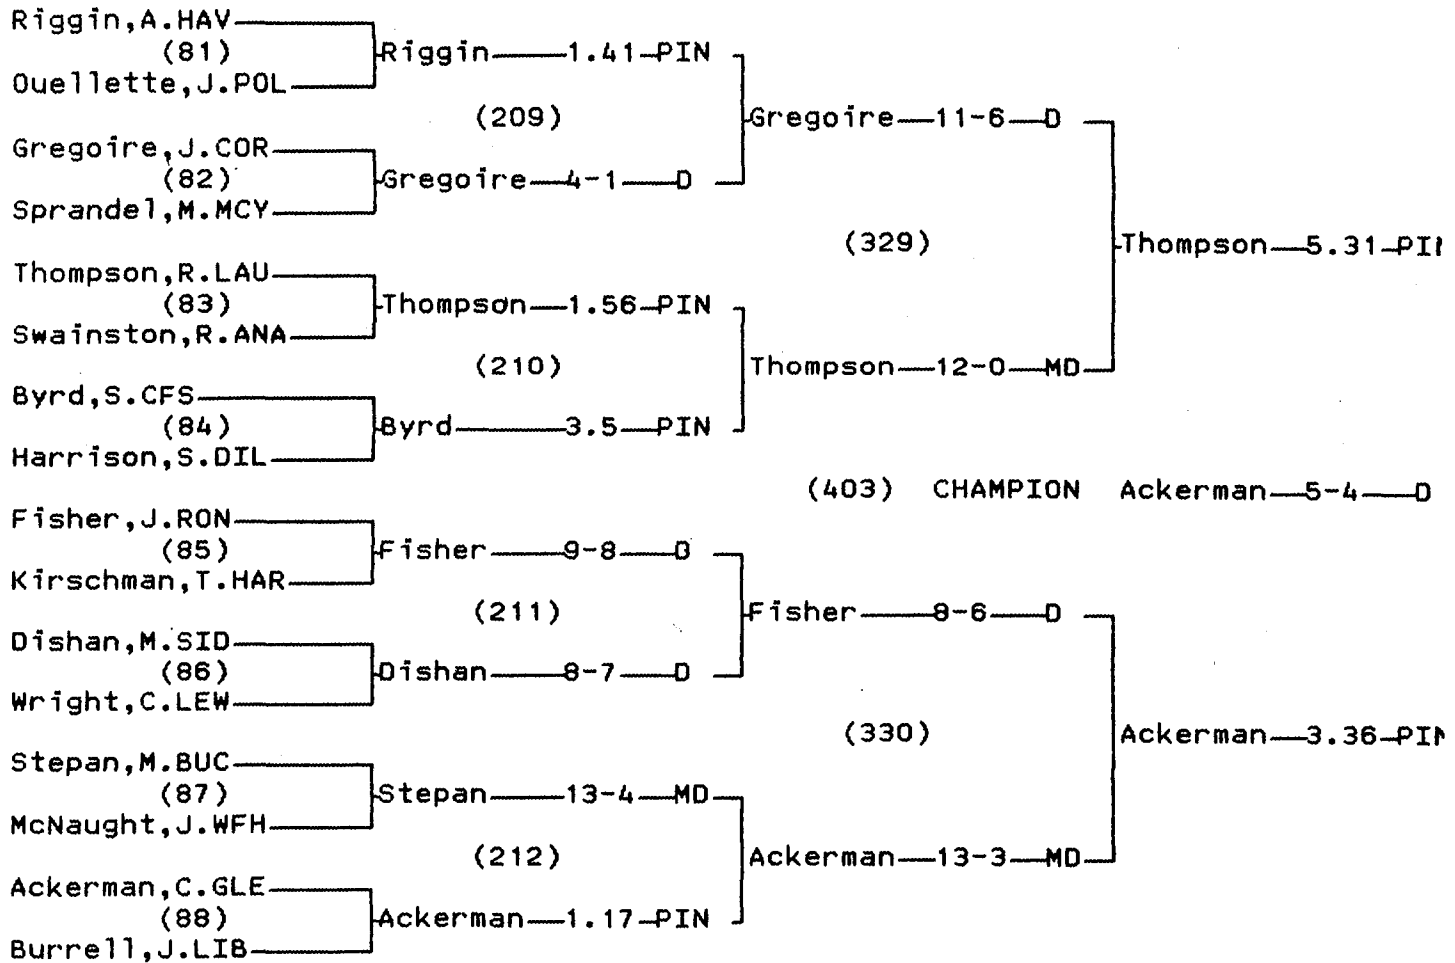 Riggin,A.HAV
(81) Riggin 1.41 PIN
Ouellette,J.POL
(209) Gregoire 11-6 D
Gregoire,J.COR
(82) Gregoire 4-1 D
Sprandel,M.MCY
(329) Thompson 5.31 PIN
Thompson,R.LAU
(83) Thompson 1.56 PIN
Swainston,R.ANA
(210) Thompson 12-0 MD
Byrd,S.CFS
(84) Byrd 3.5 PIN
Harrison,S.DIL
(403) CHAMPION Ackerman 5-4 D
Fisher,J.RON
(85) Fisher 9-8 D
Kirschman,T.HAR
(211) Fisher 8-6 D
Dishan,M.SID
(86) Dishan 8-7 D
Wright,C.LEW
(330) Ackerman 3.36 PIN
Stepan,M.BUC
(87) Stepan 13-4 MD
McNaught,J.WFH
(212) Ackerman 13-3 MD
Ackerman,C.GLE
(88) Ackerman 1.17 PIN
Burrell,J.LIB